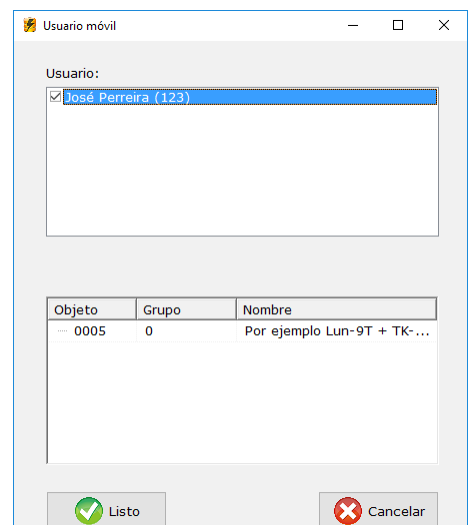 Usuario móvil
Usuario:
José Perreira (123)
Objeto Grupo Nombre
0005 0 Por ejemplo Lun-9T + TK-...
Listo Cancelar